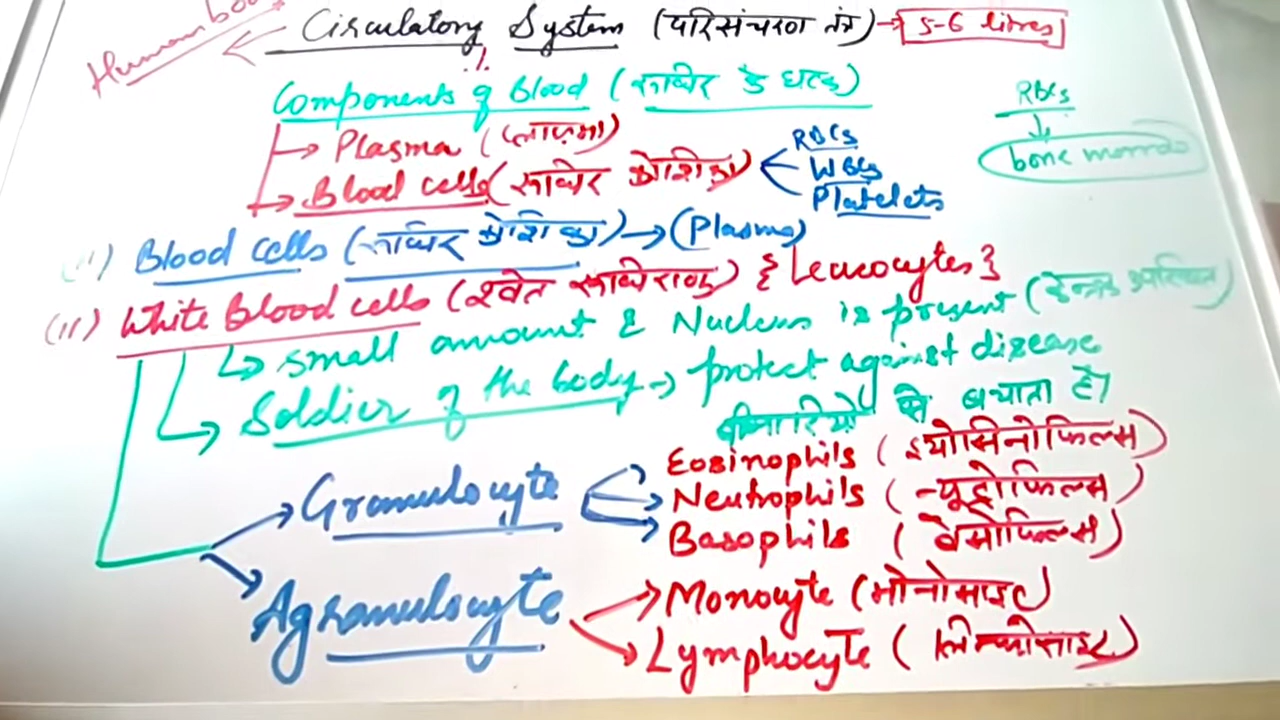 Human
Circulatory System (परिसंचरण तंत्र) → 5-6 litres
Components of Blood (रूधिर के घटक)
RBCs
↓
bone
→ Plasma (प्लाज्मा)
→ Blood cells (रूधिर कोशिका)
RBCs
WBCs
Platelets
Blood cells (रूधिर कोशिका) → (Plasma)
(ii) White Blood cells (श्वेत रूधिराणु) { Leucocytes }
→ small amount & Nucleus is present (केन्द्रक उपस्थित)
→ Soldier of the body → protect against disease
बीमारियों से बचाता है।
→ Granulocyte
Eosinophils (इयोसिनोफिल्स)
→ Neutrophils (न्यूट्रोफिल्स)
→ Basophils (बेसोफिल्स)
→ Agranulocyte
→ Monocyte (मोनोसाइट)
→ Lymphocyte (लिम्फोसाइट)